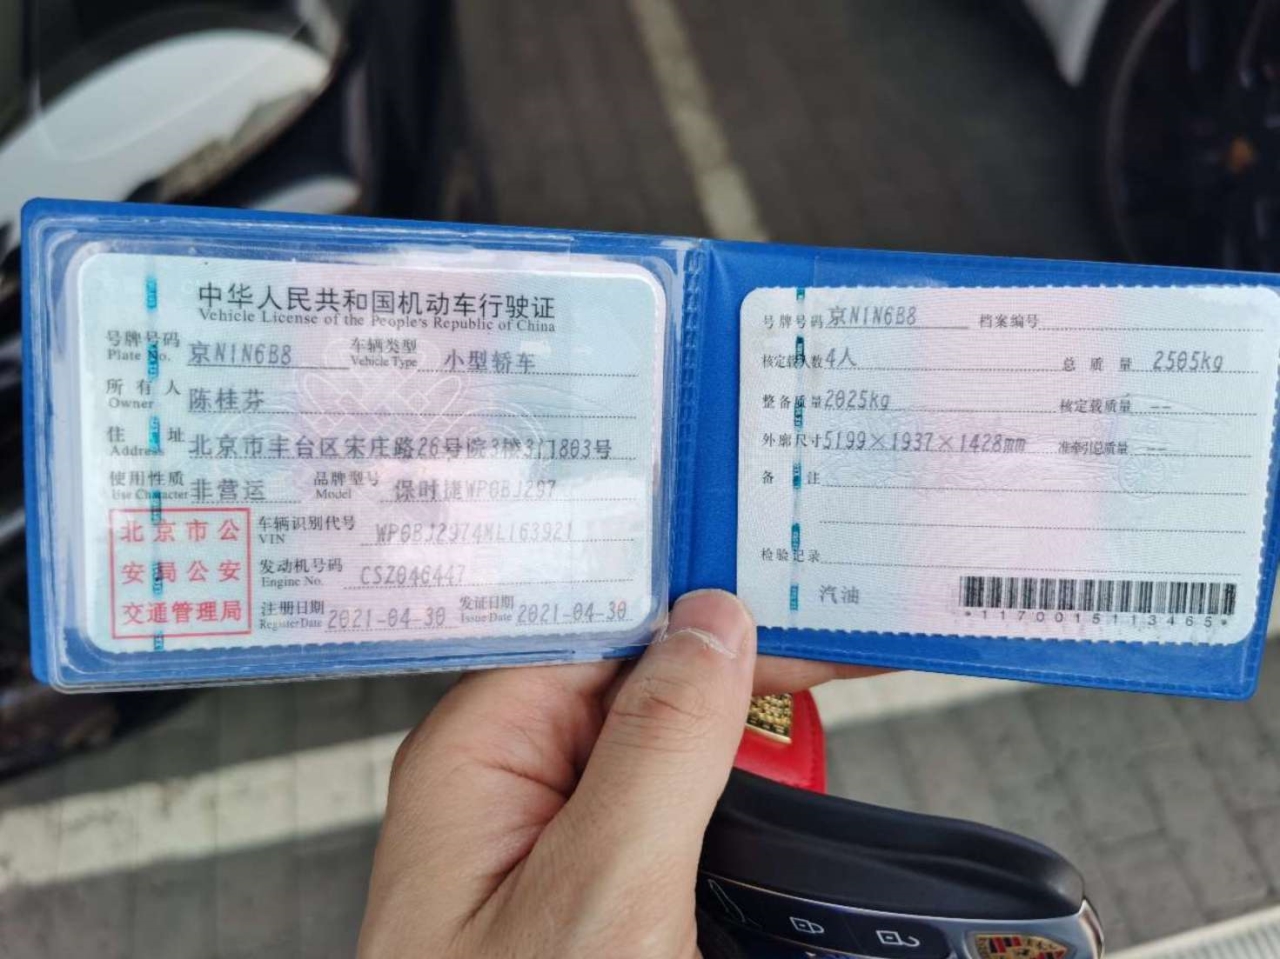 中华人民共和国机动车行驶证
Vehicle License of the People's Republic of China
号牌号码 京N1N6B8 车辆类型 小型轿车
Plate No. Vehicle Type
所有人 陈桂芬
Owner
住址 北京市丰台区宋庄路26号院3楼3门1803号
Address
使用性质 非营运 品牌型号 保时捷WP0BJ297
Use Character Model
北京市公
安局公安
交通管理局
车辆识别代号 WP0BJ2974ML163921
VIN
发动机号码 CSZ046447
Engine No.
注册日期 2021-04-30 发证日期 2021-04-30
Register Date Issue Date
号牌号码 京N1N6B8 档案编号
核定载人数 4人 总质量 2505kg
整备质量 2025kg 核定载质量 --
外廓尺寸 5199×1937×1428mm 准牵引总质量 --
备注
检验记录
汽油
*1170015113465*